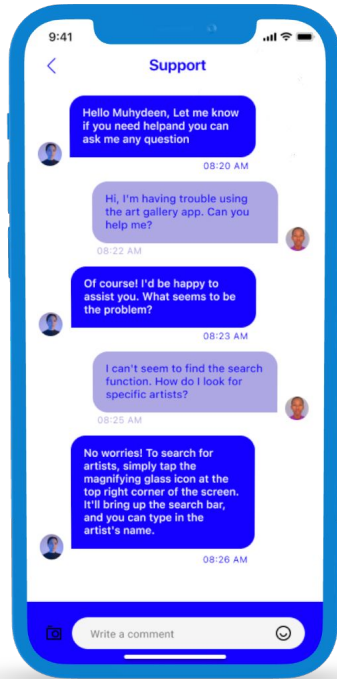 9:41
Support
Hello Muhydeen, Let me know
if you need helpand you can
ask me any question
08:20 AM
Hi, I'm having trouble using
the art gallery app. Can you
help me?
08:22 AM
Of course! I'd be happy to
assist you. What seems to be
the problem?
08:23 AM
I can't seem to find the search
function. How do I look for
specific artists?
08:25 AM
No worries! To search for
artists, simply tap the
magnifying glass icon at the
top right corner of the screen.
It'll bring up the search bar,
and you can type in the
artist's name.
08:26 AM
Write a comment